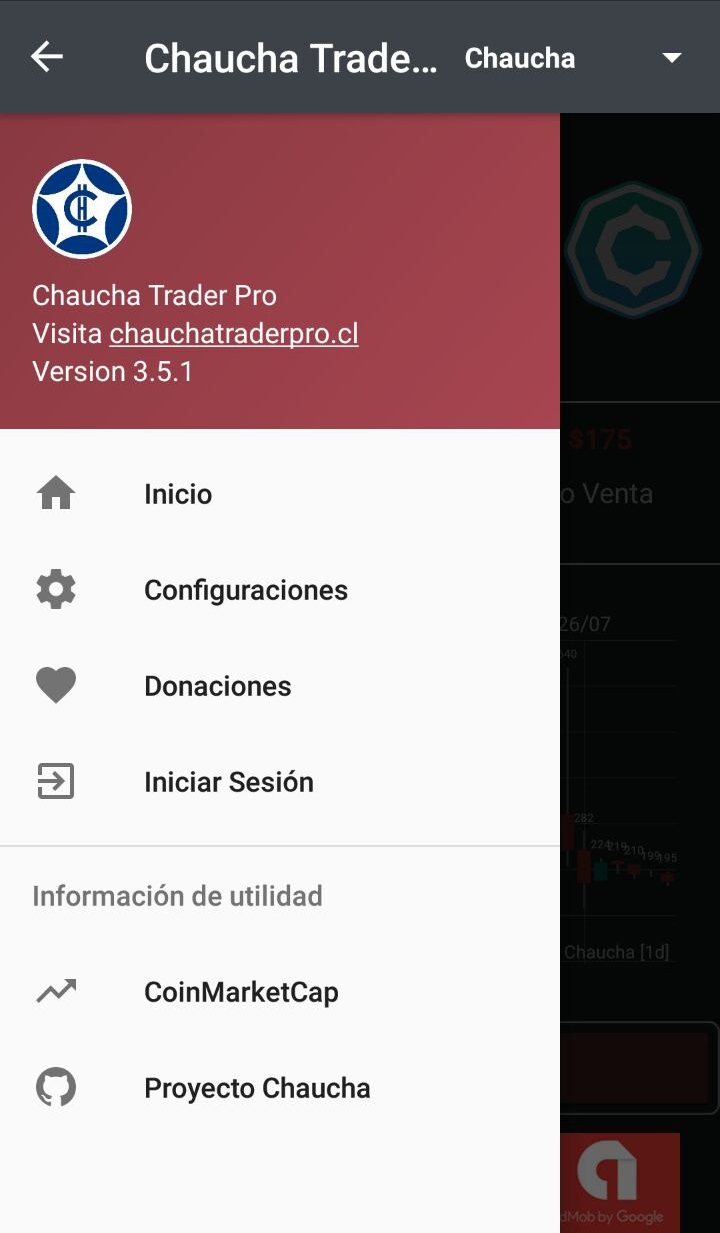 Chaucha Trade...
Chaucha
Chaucha Trader Pro
Visita chauchatraderpro.cl
Version 3.5.1
$175
o Venta
Inicio
Configuraciones
26/07
Donaciones
Iniciar Sesión
282
224
219
210
199
195
Información de utilidad
Chaucha [1d]
CoinMarketCap
Proyecto Chaucha
dMob by Google